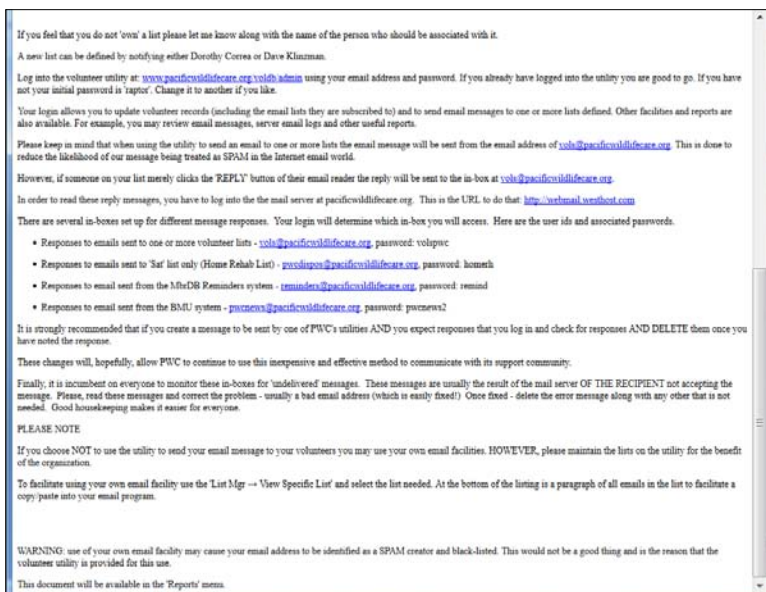 If you feel that you do not 'own' a list please let me know along with the name of the person who should be associated with it.
A new list can be defined by notifying either Dorothy Correa or Dave Klinzman.
Log into the volunteer utility at: www.pacificwildlifecare.org/voldb/admin using your email address and password. If you already have logged into the utility you are good to go. If you have
not your initial password is 'raptor'. Change it to another if you like.
Your login allows you to update volunteer records (including the email lists they are subscribed to) and to send email messages to one or more lists defined. Other facilities and reports are
also available. For example, you may review email messages, server email logs and other useful reports.
Please keep in mind that when using the utility to send an email to one or more lists the email message will be sent from the email address of vols@pacificwildlifecare.org. This is done to
reduce the likelihood of our message being treated as SPAM in the Internet email world.
However, if someone on your list merely clicks the 'REPLY' button of their email reader the reply will be sent to the in-box at vols@pacificwildlifecare.org.
In order to read these reply messages, you have to log into the the mail server at pacificwildlifecare.org. This is the URL to do that: http://webmail.westhost.com
There are several in-boxes set up for different message responses. Your login will determine which in-box you will access. Here are the user ids and associated passwords.
• Responses to emails sent to one or more volunteer lists - vols@pacificwildlifecare.org, password: volspwc
• Responses to emails sent to 'Sat' list only (Home Rehab List) - pwcdispos@pacificwildlifecare.org, password: homerh
• Responses to email sent from the MbrDB Reminders system - reminders@pacificwildlifecare.org, password: remind
• Responses to email sent from the BMU system - pwcnews@pacificwildlifecare.org, password: pwcnews2
It is strongly recommended that if you create a message to be sent by one of PWC's utilities AND you expect responses that you log in and check for responses AND DELETE them once you
have noted the response.
These changes will, hopefully, allow PWC to continue to use this inexpensive and effective method to communicate with its support community.
Finally, it is incumbent on everyone to monitor these in-boxes for 'undelivered' messages. These messages are usually the result of the mail server OF THE RECIPIENT not accepting the
message. Please, read these messages and correct the problem - usually a bad email address (which is easily fixed!) Once fixed - delete the error message along with any other that is not
needed. Good housekeeping makes it easier for everyone.
PLEASE NOTE
If you choose NOT to use the utility to send your email message to your volunteers you may use your own email facilities. HOWEVER, please maintain the lists on the utility for the benefit
of the organization.
To facilitate using your own email facility use the 'List Mgr → View Specific List' and select the list needed. At the bottom of the listing is a paragraph of all emails in the list to facilitate a
copy/paste into your email program.
WARNING: use of your own email facility may cause your email address to be identified as a SPAM creator and black-listed. This would not be a good thing and is the reason that the
volunteer utility is provided for this use.
This document will be available in the 'Reports' menu.